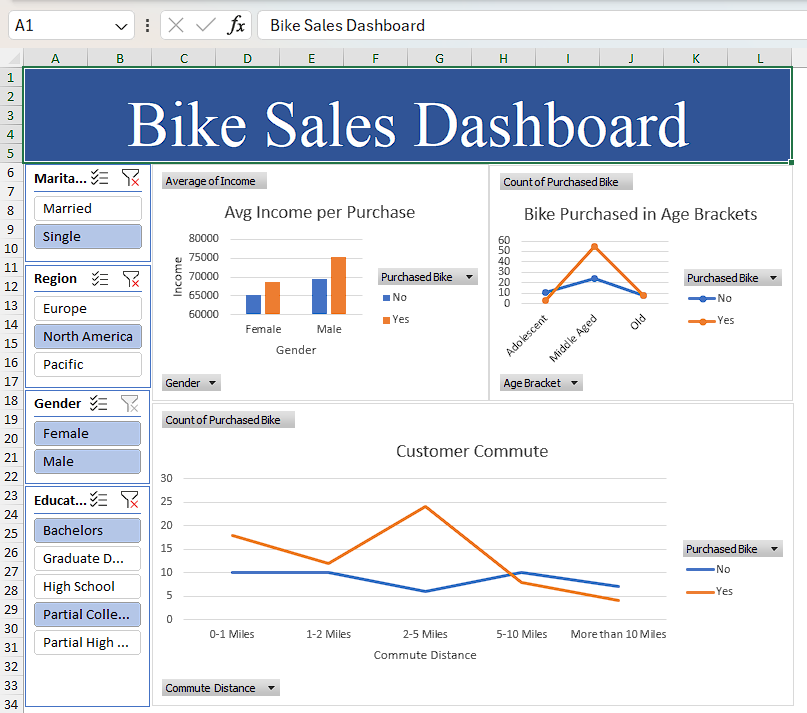 A1
fx
Bike Sales Dashboard
A B C D E F G H I J K L
1
2
3
4
5
6
7
8
9
10
11
12
13
14
15
16
17
18
19
20
21
22
23
24
25
26
27
28
29
30
31
32
33
34
Bike Sales Dashboard
Marita...
Married
Single
Region
Europe
North America
Pacific
Gender
Female
Male
Educat...
Bachelors
Graduate D...
High School
Partial Colle...
Partial High ...
Average of Income
Avg Income per Purchase
80000
75000
70000
65000
60000
Income
Female Male
Gender
Purchased Bike
No
Yes
Gender
Count of Purchased Bike
Bike Purchased in Age Brackets
60
50
40
30
20
10
0
Adolescent
Middle Aged
Old
Purchased Bike
No
Yes
Age Bracket
Count of Purchased Bike
Customer Commute
30
25
20
15
10
5
0
0-1 Miles 1-2 Miles 2-5 Miles 5-10 Miles More than 10 Miles
Commute Distance
Purchased Bike
No
Yes
Commute Distance